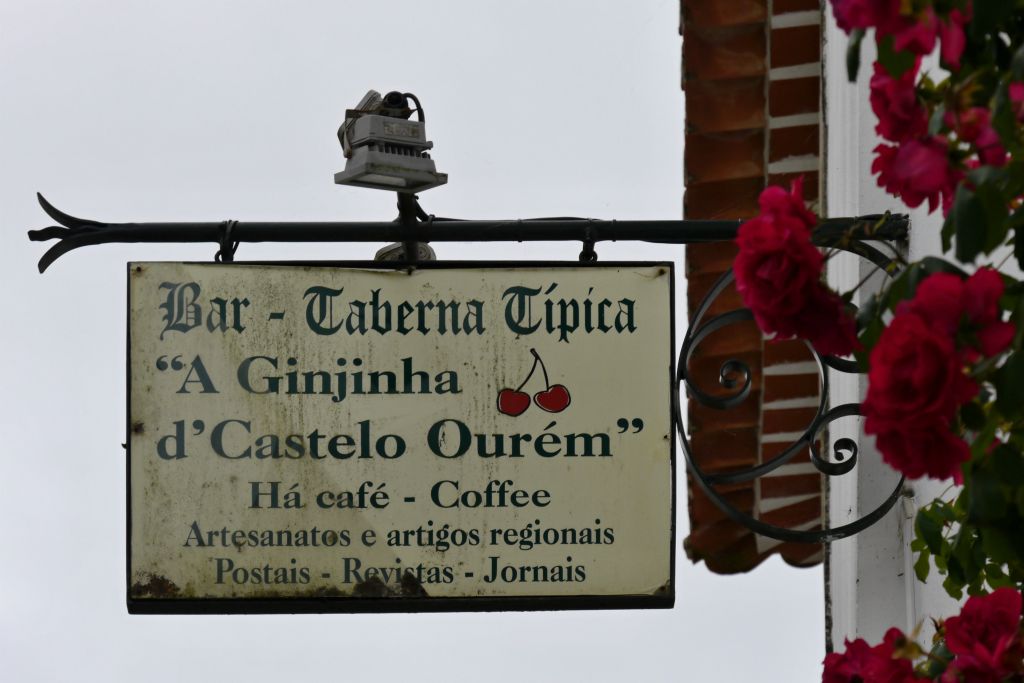 Bar - Taberna Típica
“A Ginjinha
d’Castelo Ourém”
Há café - Coffee
Artesanatos e artigos regionais
Postais - Revistas - Jornais